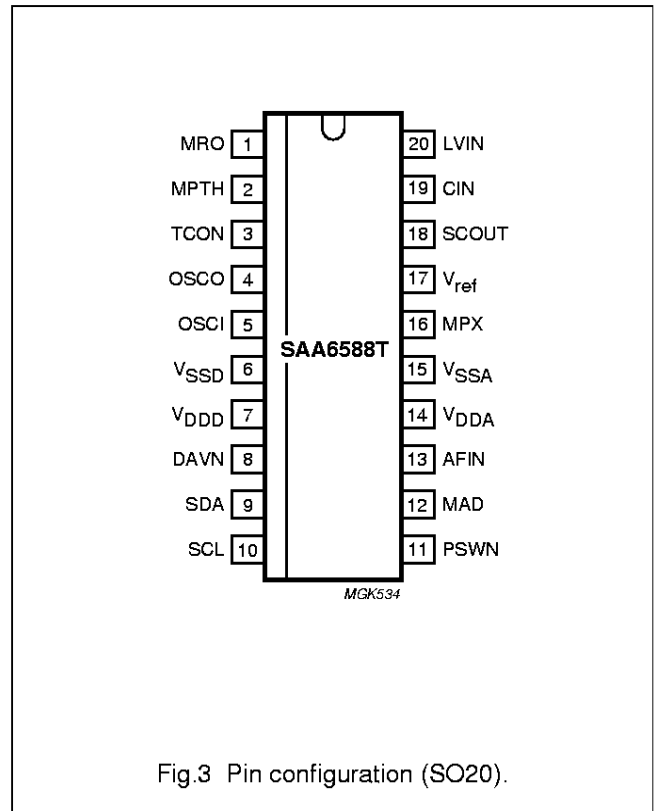 MRO 1
MPTH 2
TCON 3
OSCO 4
OSCI 5
VSSD 6
VDDD 7
DAVN 8
SDA 9
SCL 10
SAA6588T
20 LVIN
19 CIN
18 SCOUT
17 Vref
16 MPX
15 VSSA
14 VDDA
13 AFIN
12 MAD
11 PSWN
MGK534
Fig.3 Pin configuration (SO20).